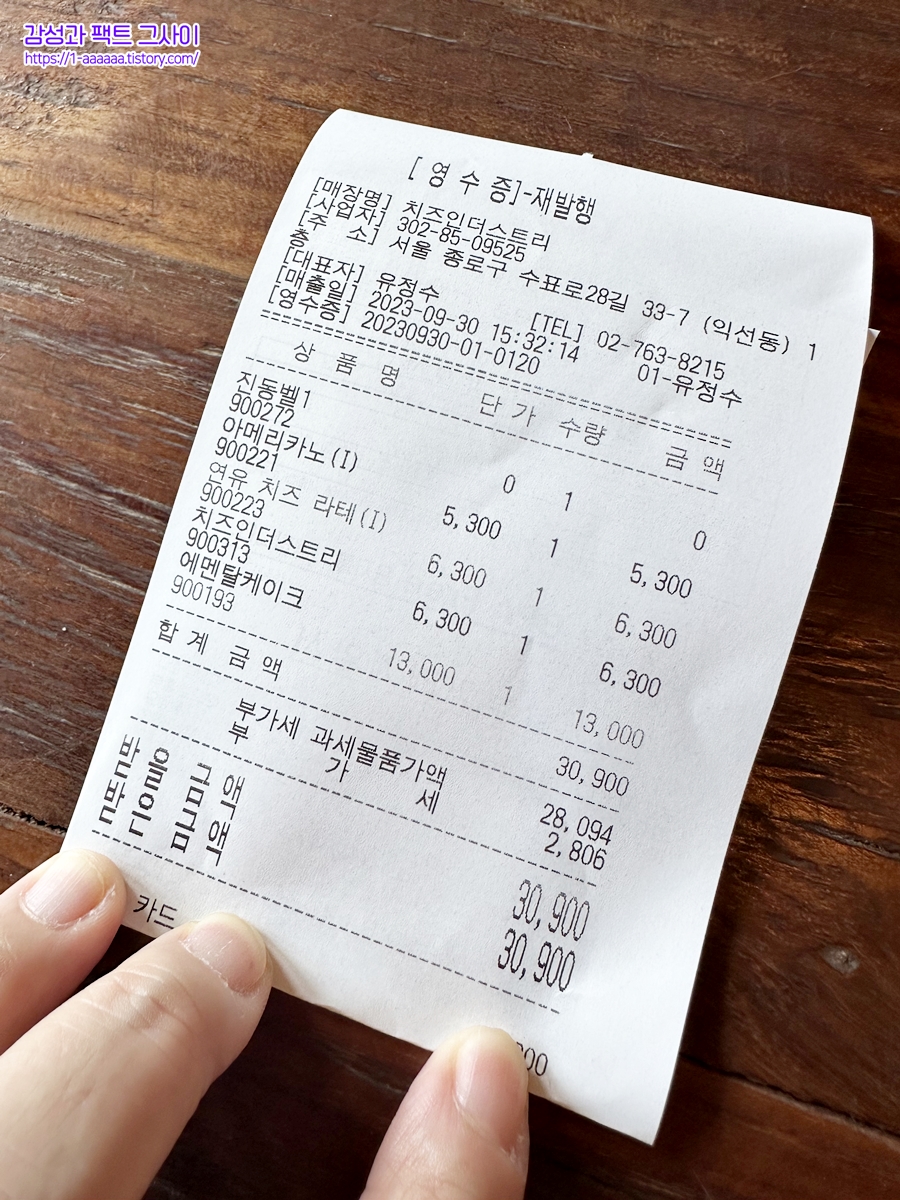 감성과 팩트 그사이
https://1-aaaaaa.tistory.com/
[ 영 수 증]-재발행
[매장명] 치즈인더스트리
[사업자] 302-85-09525
[주 소] 서울 종로구 수표로28길 33-7 (익선동) 1
층
[대표자] 유정수 [TEL] 02-763-8215
[매출일] 2023-09-30 15:32:14 01-유정수
[영수증] 20230930-01-0120
상 품 명 단 가 수량 금 액
진동벨1
900272 0 1 0
아메리카노(I)
900221 5,300 1 5,300
연유 치즈 라테(I)
900223 6,300 1 6,300
치즈인더스트리
900313 6,300 1 6,300
에멘탈케이크
900193 13,000 1 13,000
합 계 금 액 30,900
부가세 과세물품가액 28,094
부 가 세 2,806
받 을 금 액 30,900
받 은 금 액 30,900
카드